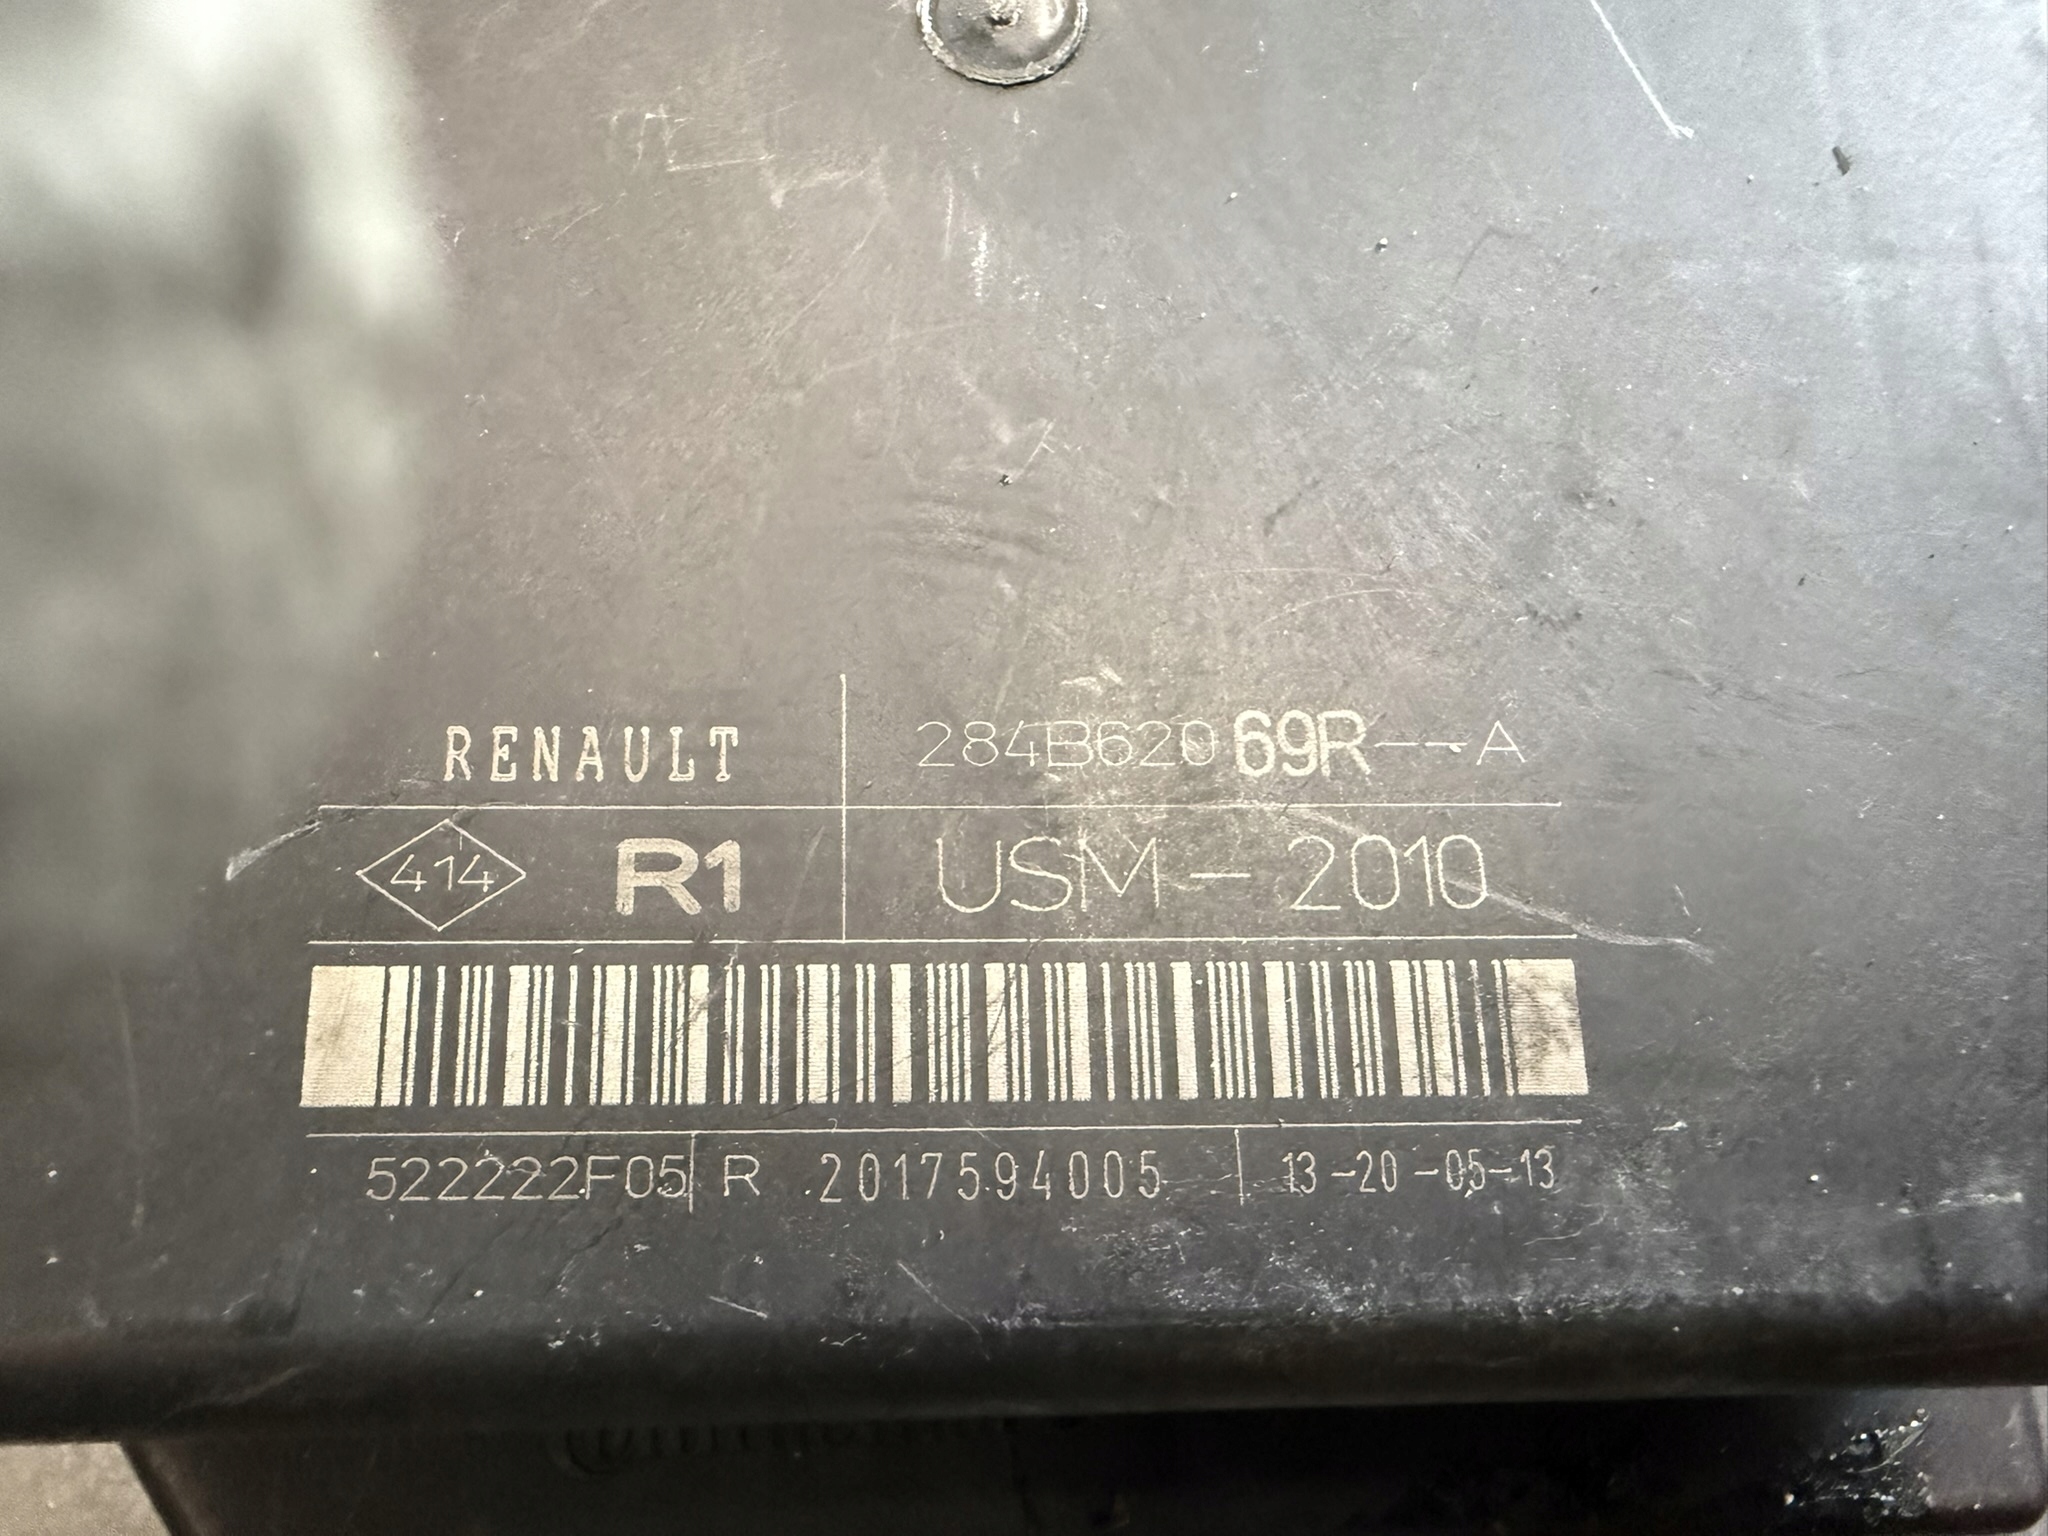 RENAULT 284B62069R--A
414 R1 USM-2010
522222F05 R 2017594005 13-20-05-13